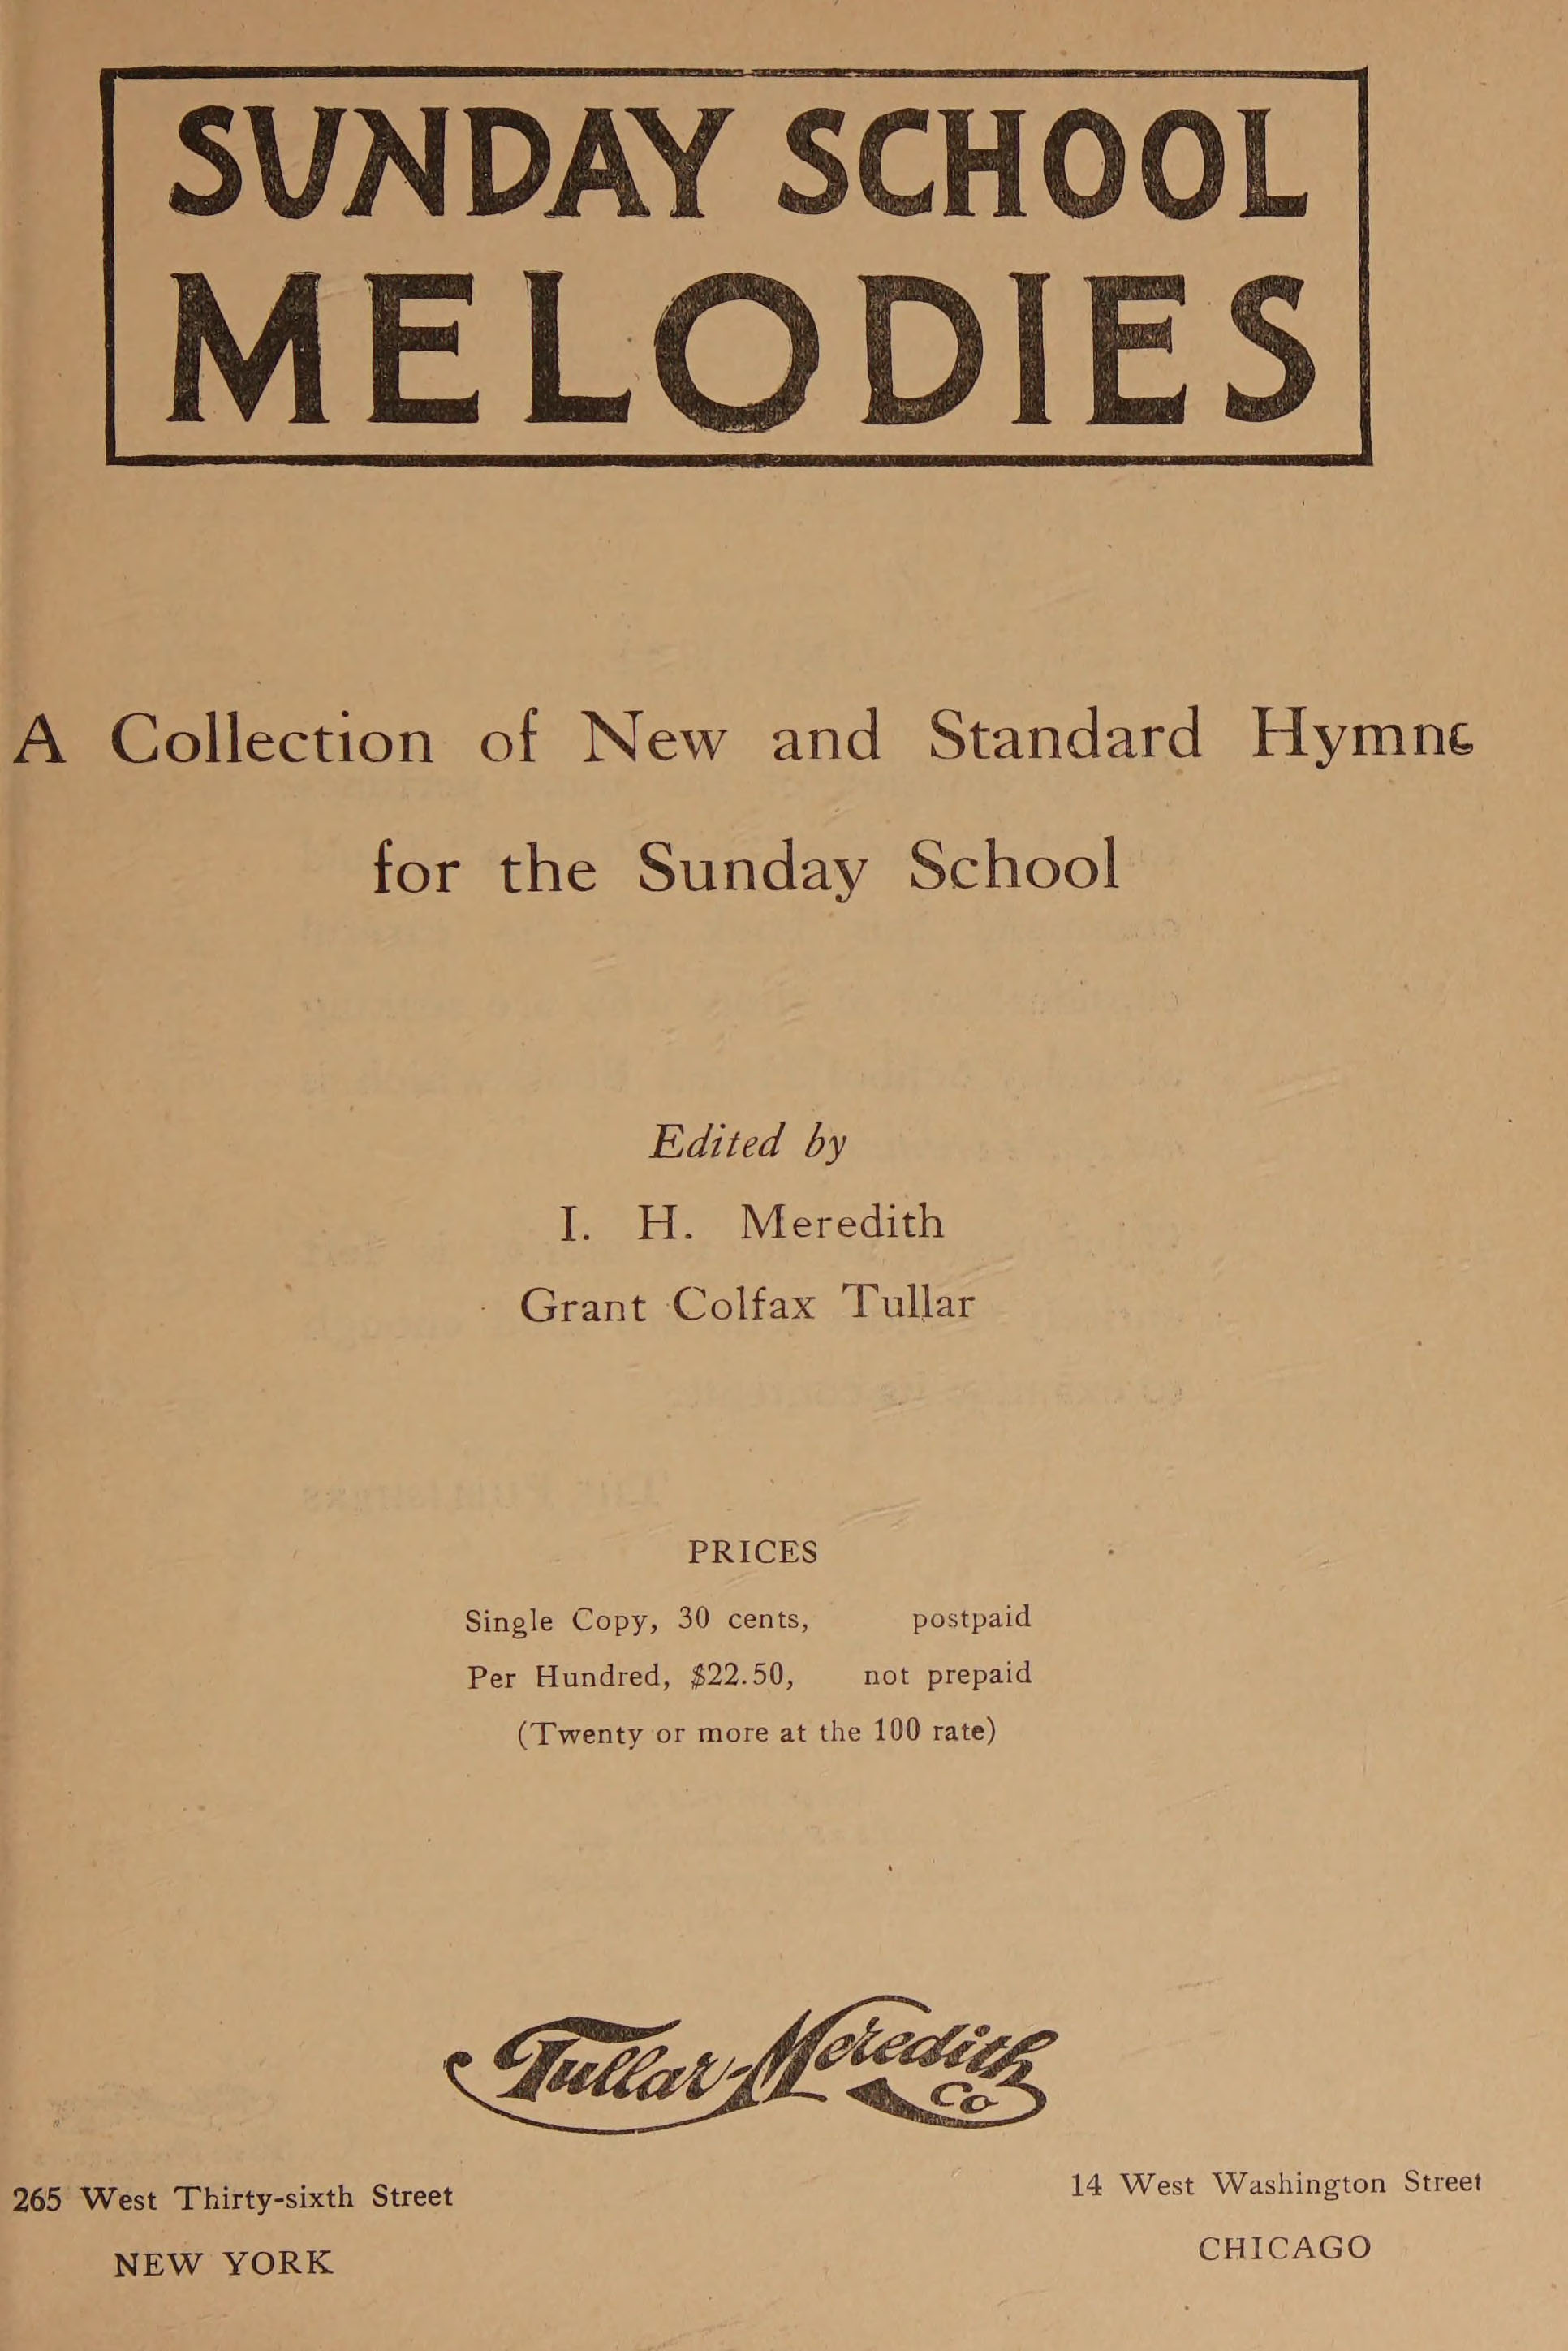 SUNDAY SCHOOL
MELODIES
A Collection of New and Standard Hymns
for the Sunday School
Edited by
I. H. Meredith
Grant Colfax Tullar
PRICES
Single Copy, 30 cents, postpaid
Per Hundred, $22.50, not prepaid
(Twenty or more at the 100 rate)
Tullar-Meredith Co
265 West Thirty-sixth Street
NEW YORK
14 West Washington Street
CHICAGO